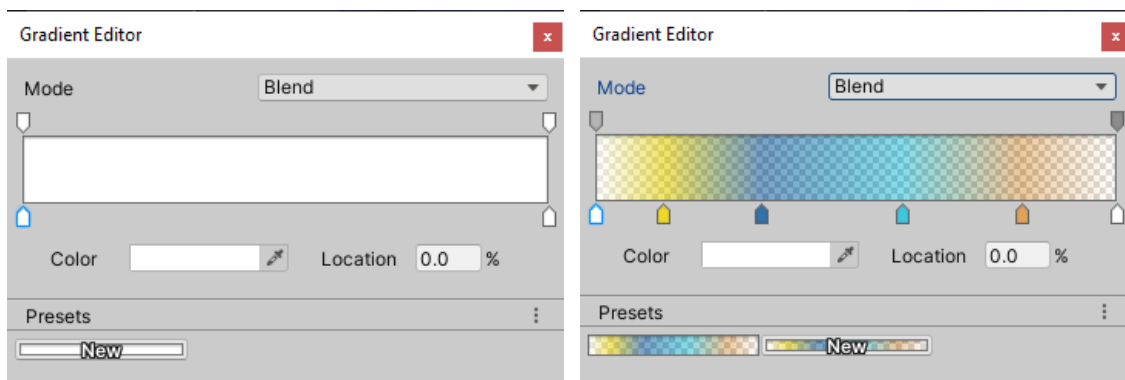 Gradient Editor
x
Mode
Blend
Color
Location
0.0
%
Presets
New
Gradient Editor
x
Mode
Blend
Color
Location
0.0
%
Presets
New